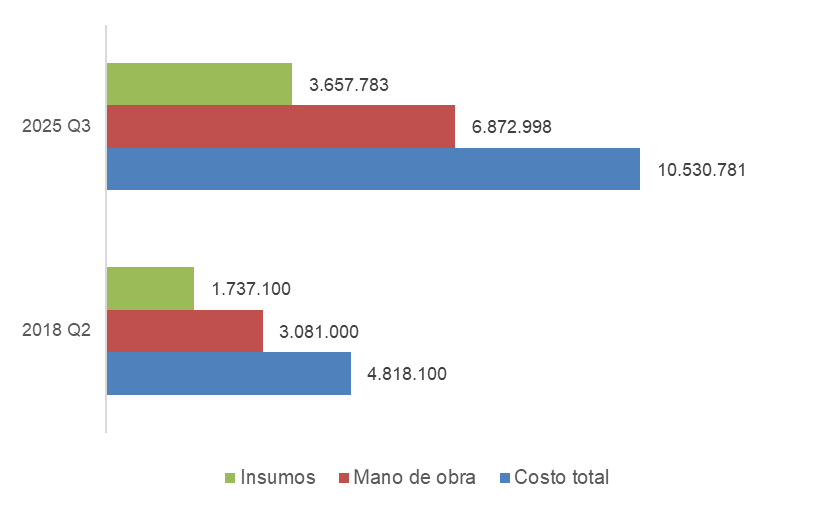 3.657.783
2025 Q3
6.872.998
10.530.781
1.737.100
2018 Q2
3.081.000
4.818.100
Insumos Mano de obra Costo total